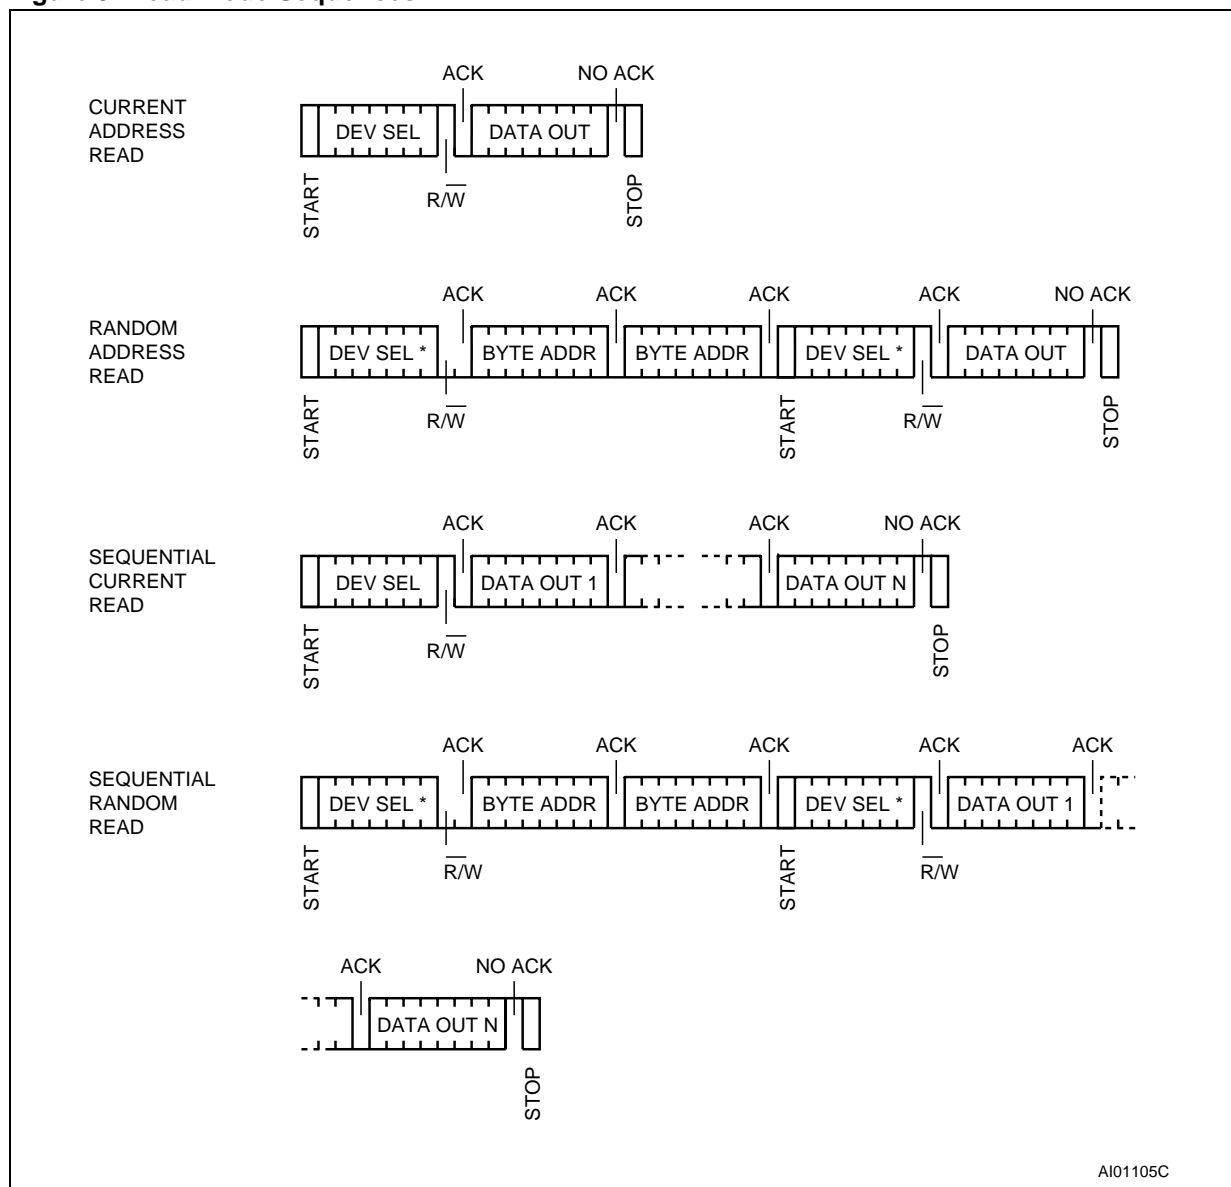 CURRENT
ADDRESS
READ
ACK
NO ACK
DEV SEL
DATA OUT
START
R/W̅
STOP
RANDOM
ADDRESS
READ
ACK
ACK
ACK
ACK
NO ACK
DEV SEL *
BYTE ADDR
BYTE ADDR
DEV SEL *
DATA OUT
START
R/W̅
START
R/W̅
STOP
SEQUENTIAL
CURRENT
READ
ACK
ACK
ACK
NO ACK
DEV SEL
DATA OUT 1
DATA OUT N
START
R/W̅
STOP
SEQUENTIAL
RANDOM
READ
ACK
ACK
ACK
ACK
ACK
DEV SEL *
BYTE ADDR
BYTE ADDR
DEV SEL *
DATA OUT 1
START
R̅/W
START
R̅/W
ACK
NO ACK
DATA OUT N
STOP
AI01105C